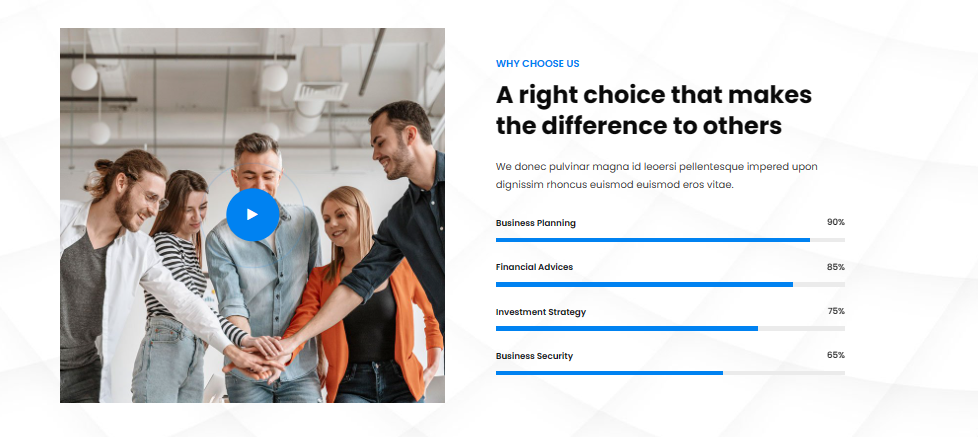 WHY CHOOSE US
A right choice that makes
the difference to others
We donec pulvinar magna id leoersi pellentesque impered upon
dignissim rhoncus euismod euismod eros vitae.
Business Planning 90%
Financial Advices 85%
Investment Strategy 75%
Business Security 65%